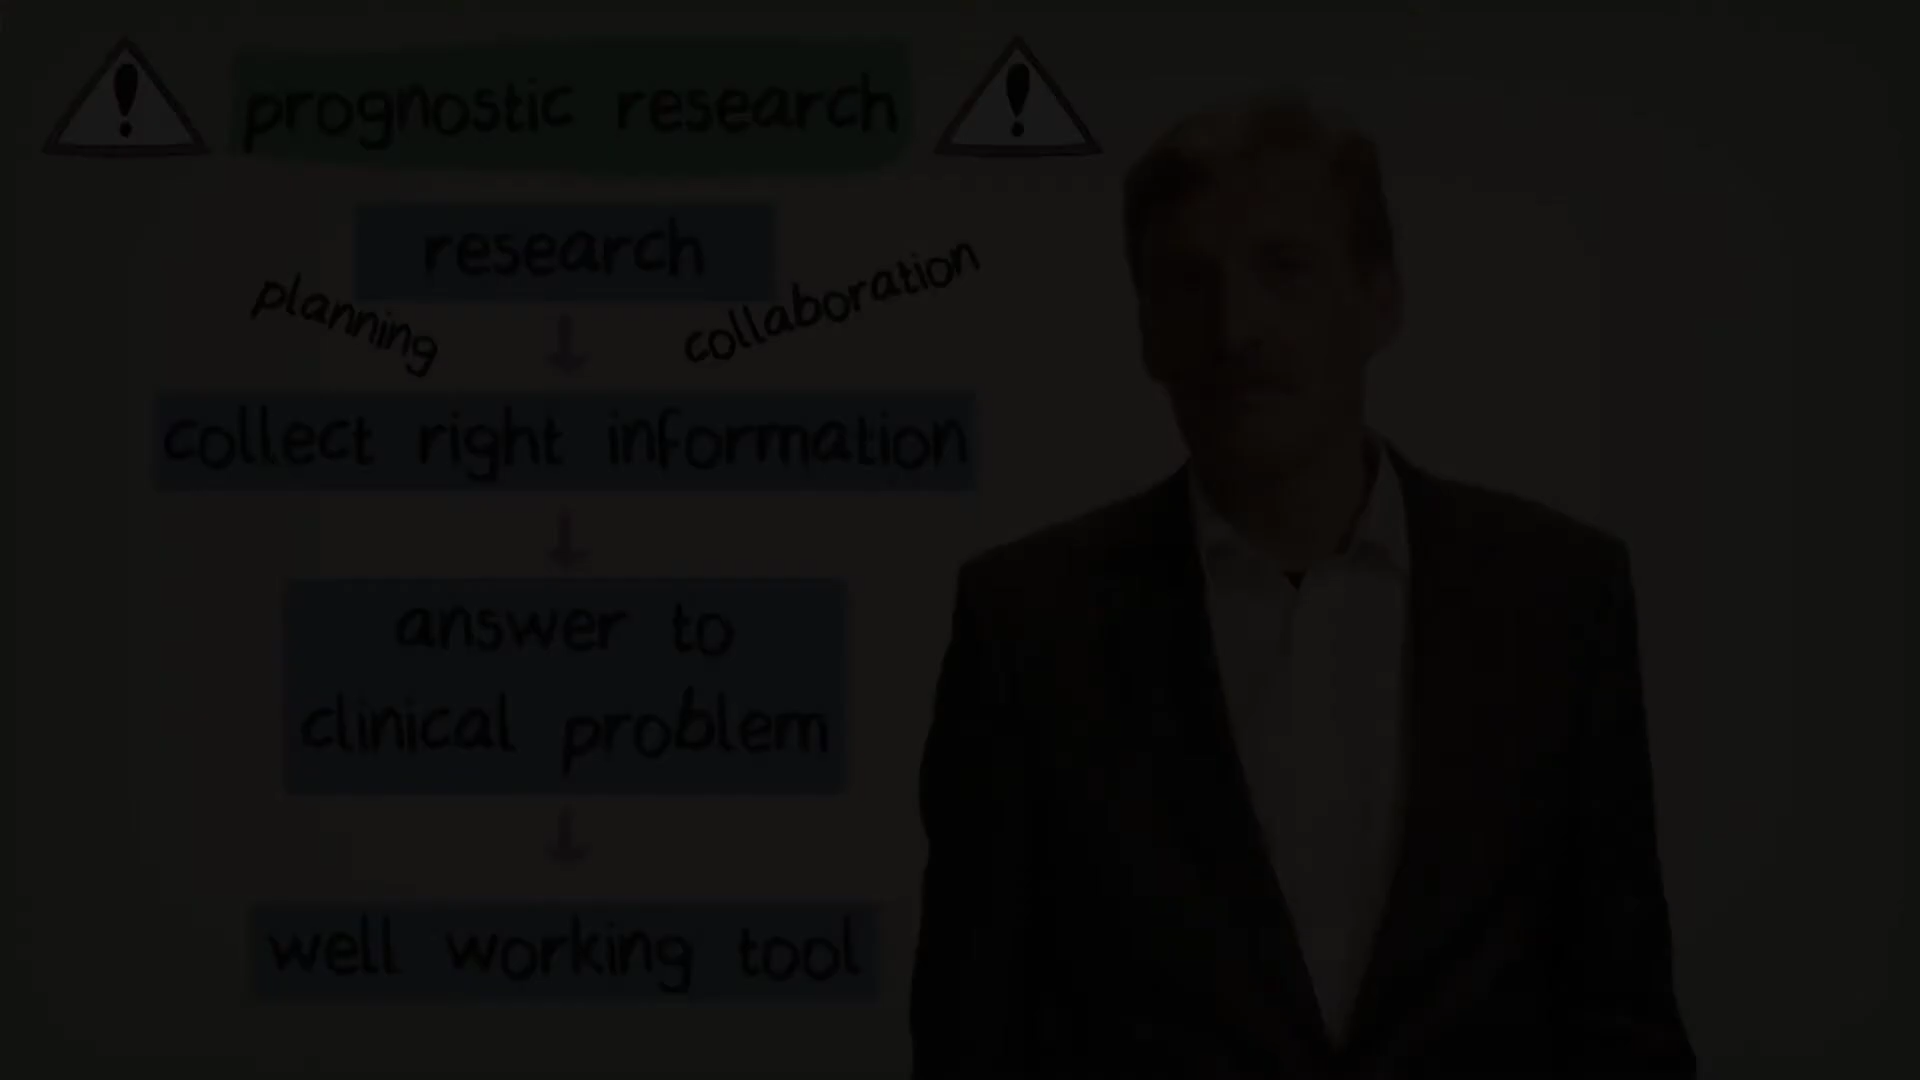 prognostic research
research
planning
collaboration
collect right information
answer to
clinical problem
well working tool